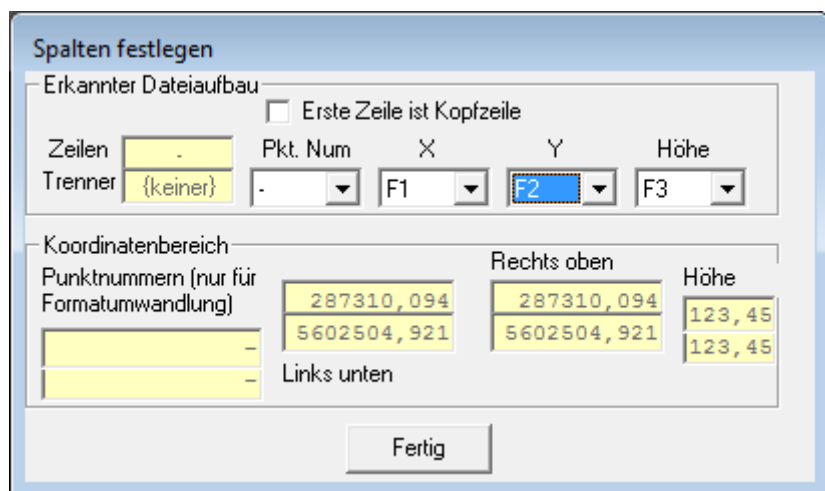 Spalten festlegen
Erkannter Dateiaufbau
Erste Zeile ist Kopfzeile
Zeilen . Pkt. Num X Y Höhe
Trenner {keiner} - F1 F2 F3
Koordinatenbereich
Punktnummern (nur für Formatumwandlung)
Rechts oben
Höhe
287310,094 287310,094 123,45
5602504,921 5602504,921 123,45
–
–
Links unten
Fertig